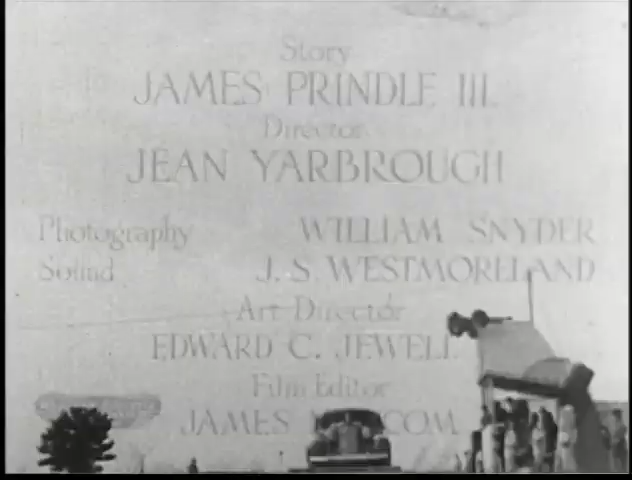 Story
JAMES PRINDLE III.
Director
JEAN YARBROUGH
Photography WILLIAM SNYDER
Sound J. S. WESTMORELAND
Art Director
EDWARD C. JEWELL
Film Editor
JAMES